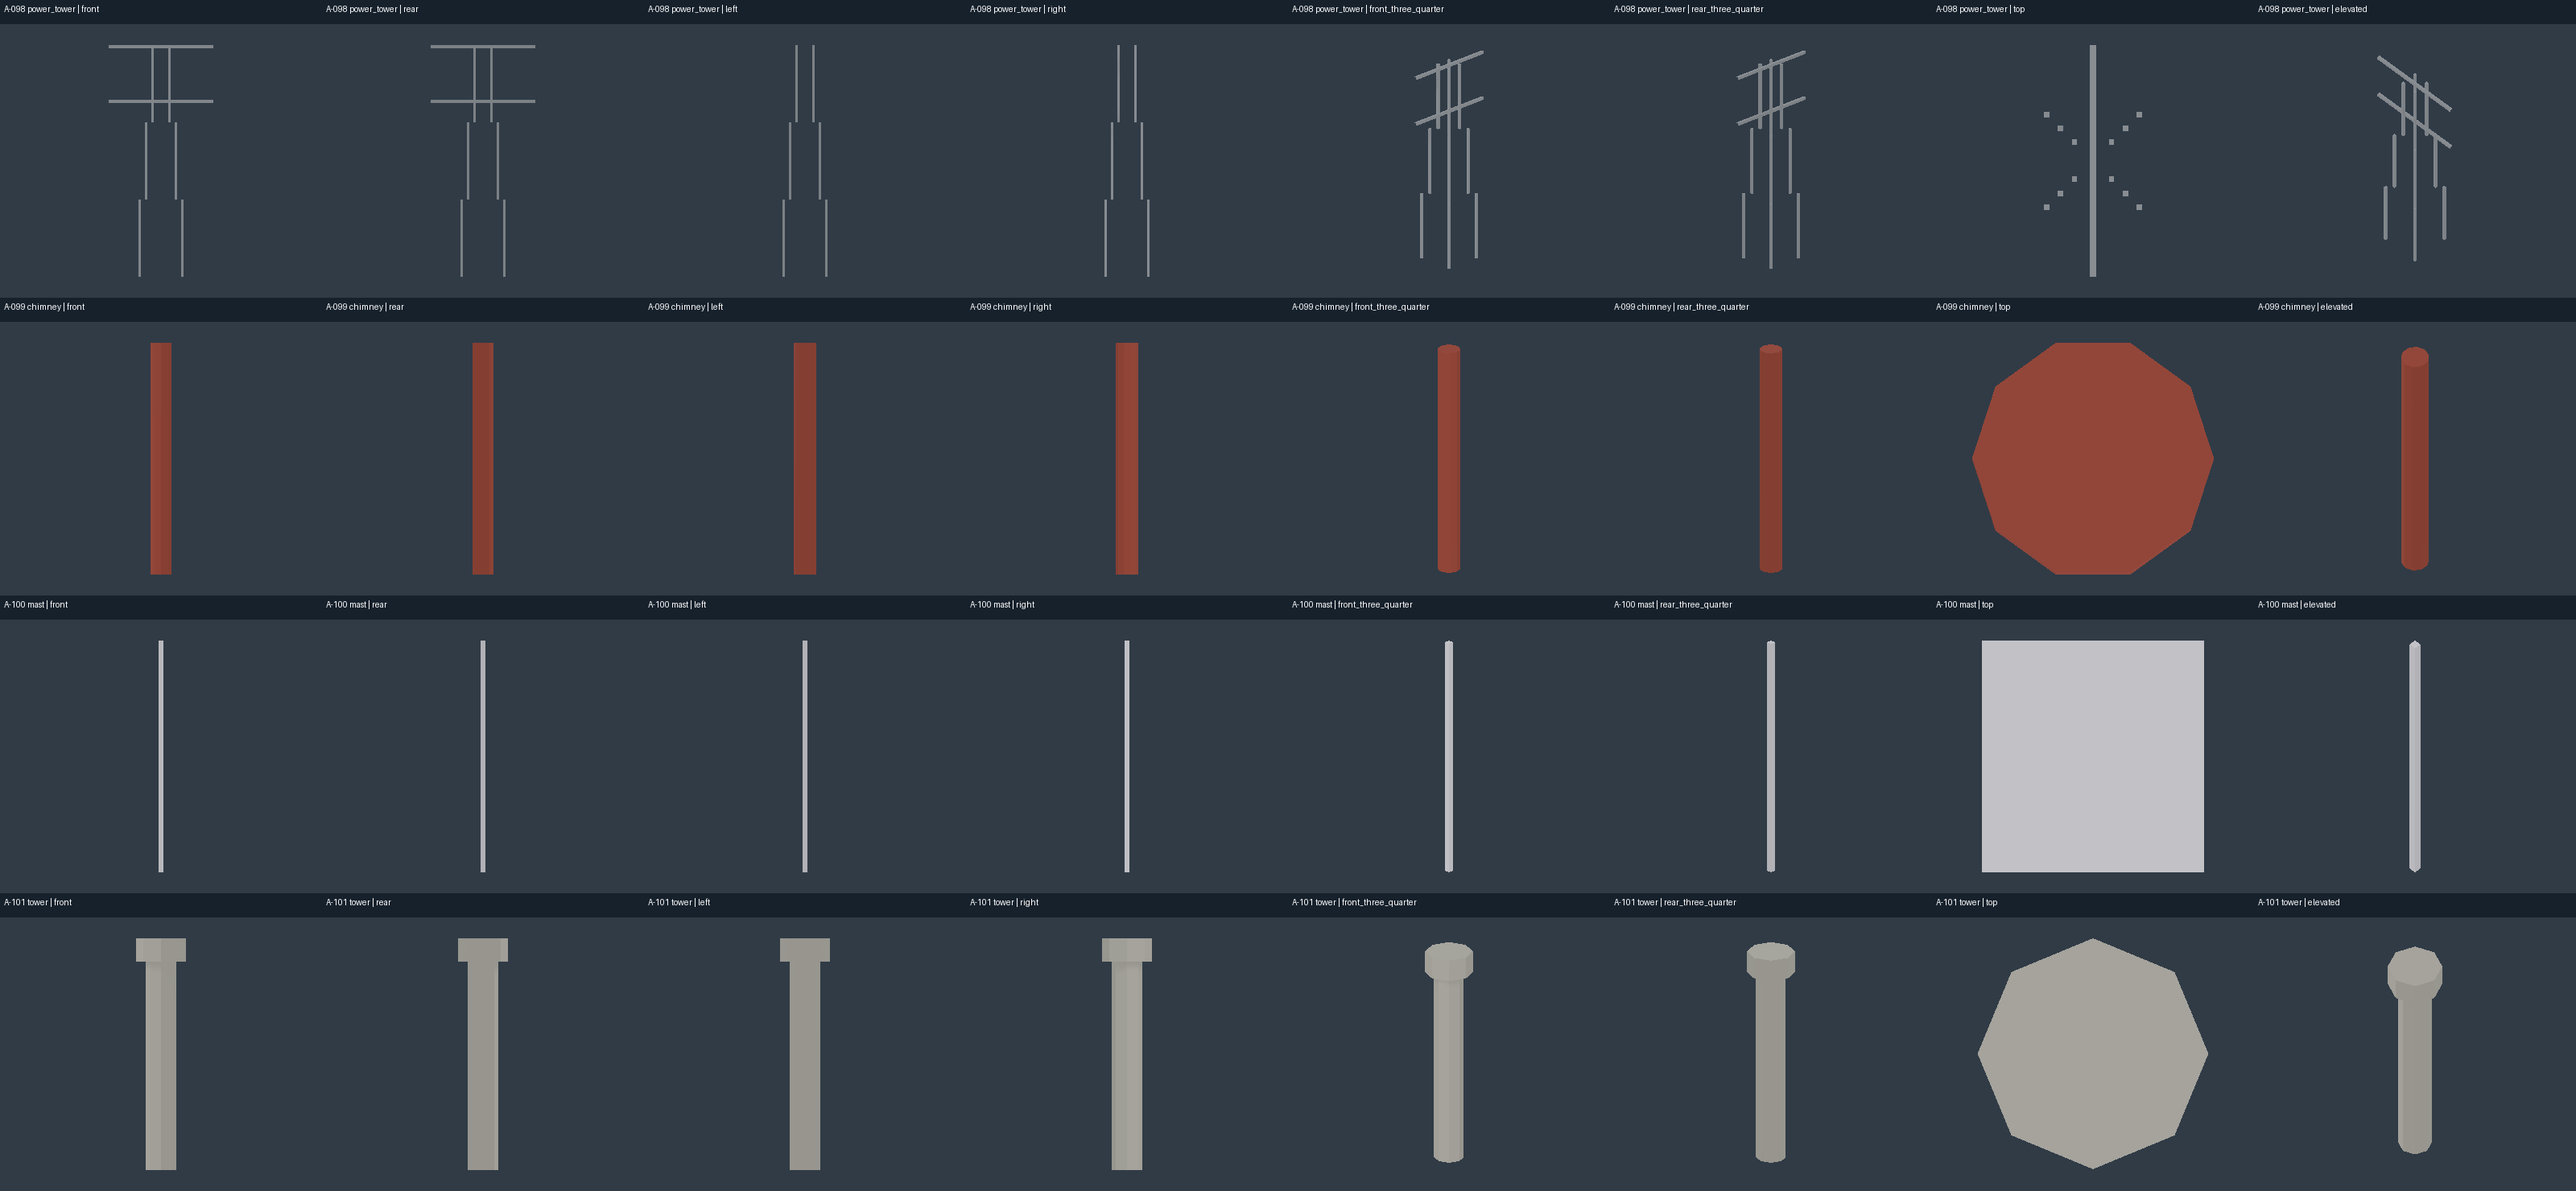 A-098 power_tower | front
A-098 power_tower | rear
A-098 power_tower | left
A-098 power_tower | right
A-098 power_tower | front_three_quarter
A-098 power_tower | rear_three_quarter
A-098 power_tower | top
A-098 power_tower | elevated
A-099 chimney | front
A-099 chimney | rear
A-099 chimney | left
A-099 chimney | right
A-099 chimney | front_three_quarter
A-099 chimney | rear_three_quarter
A-099 chimney | top
A-099 chimney | elevated
A-100 mast | front
A-100 mast | rear
A-100 mast | left
A-100 mast | right
A-100 mast | front_three_quarter
A-100 mast | rear_three_quarter
A-100 mast | top
A-100 mast | elevated
A-101 tower | front
A-101 tower | rear
A-101 tower | left
A-101 tower | right
A-101 tower | front_three_quarter
A-101 tower | rear_three_quarter
A-101 tower | top
A-101 tower | elevated